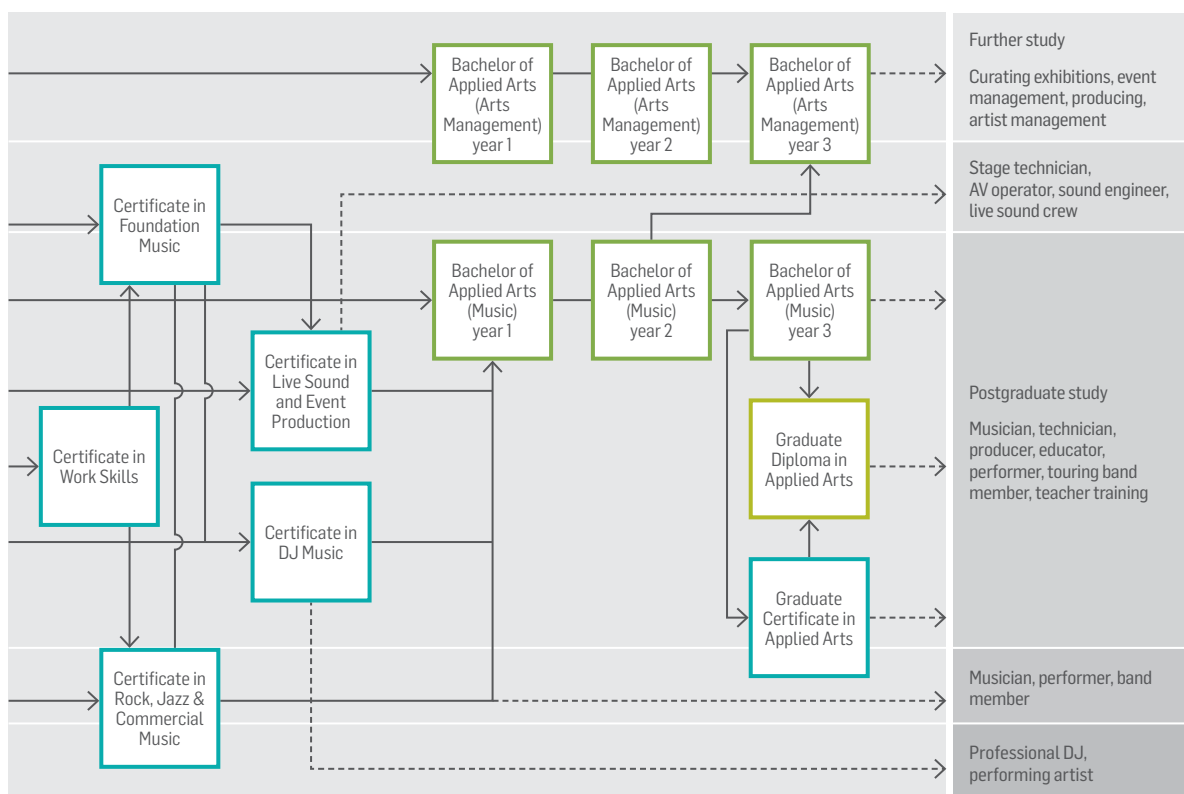 Bachelor of
Applied Arts
(Arts
Management)
year 1
Bachelor of
Applied Arts
(Arts
Management)
year 2
Bachelor of
Applied Arts
(Arts
Management)
year 3
Further study
Curating exhibitions, event
management, producing,
artist management
Stage technician,
AV operator, sound engineer,
live sound crew
Certificate in
Foundation
Music
Bachelor of
Applied Arts
(Music)
year 1
Bachelor of
Applied Arts
(Music)
year 2
Bachelor of
Applied Arts
(Music)
year 3
Certificate in
Live Sound
and Event
Production
Certificate in
Work Skills
Graduate
Diploma in
Applied Arts
Postgraduate study
Musician, technician,
producer, educator,
performer, touring band
member, teacher training
Certificate in
DJ Music
Graduate
Certificate in
Applied Arts
Certificate in
Rock, Jazz &
Commercial
Music
Musician, performer, band
member
Professional DJ,
performing artist